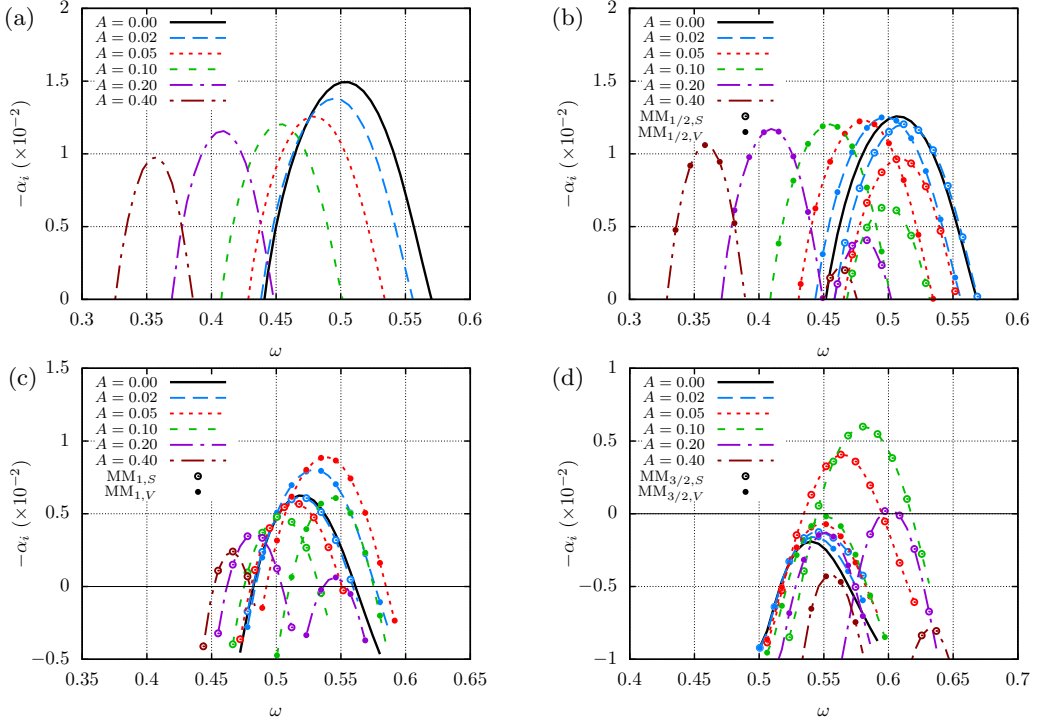 (a)
2
1.5
1
0.5
0
−α_i (×10^−2)
A = 0.00
A = 0.02
A = 0.05
A = 0.10
A = 0.20
A = 0.40
0.3 0.35 0.4 0.45 0.5 0.55 0.6
ω
(b)
2
1.5
1
0.5
0
−α_i (×10^−2)
A = 0.00
A = 0.02
A = 0.05
A = 0.10
A = 0.20
A = 0.40
MM_1/2,S
MM_1/2,V
0.3 0.35 0.4 0.45 0.5 0.55 0.6
ω
(c)
1.5
1
0.5
0
−0.5
−α_i (×10^−2)
A = 0.00
A = 0.02
A = 0.05
A = 0.10
A = 0.20
A = 0.40
MM_1,S
MM_1,V
0.35 0.4 0.45 0.5 0.55 0.6 0.65
ω
(d)
1
0.5
0
−0.5
−1
−α_i (×10^−2)
A = 0.00
A = 0.02
A = 0.05
A = 0.10
A = 0.20
A = 0.40
MM_3/2,S
MM_3/2,V
0.4 0.45 0.5 0.55 0.6 0.65 0.7
ω